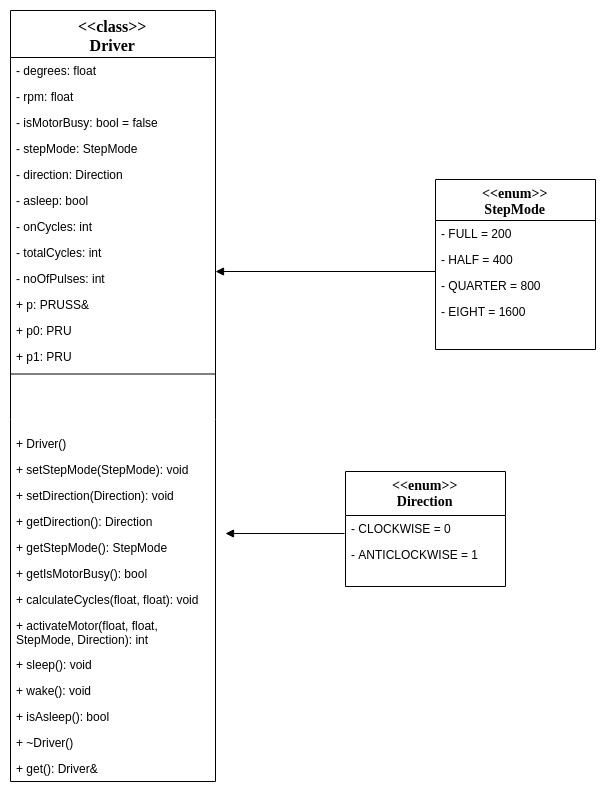 <<class>>
Driver
- degrees: float
- rpm: float
- isMotorBusy: bool = false
- stepMode: StepMode
- direction: Direction
- asleep: bool
- onCycles: int
- totalCycles: int
- noOfPulses: int
+ p: PRUSS&
+ p0: PRU
+ p1: PRU
+ Driver()
+ setStepMode(StepMode): void
+ setDirection(Direction): void
+ getDirection(): Direction
+ getStepMode(): StepMode
+ getIsMotorBusy(): bool
+ calculateCycles(float, float): void
+ activateMotor(float, float,
StepMode, Direction): int
+ sleep(): void
+ wake(): void
+ isAsleep(): bool
+ ~Driver()
+ get(): Driver&
<<enum>>
StepMode
- FULL = 200
- HALF = 400
- QUARTER = 800
- EIGHT = 1600
<<enum>>
Direction
- CLOCKWISE = 0
- ANTICLOCKWISE = 1